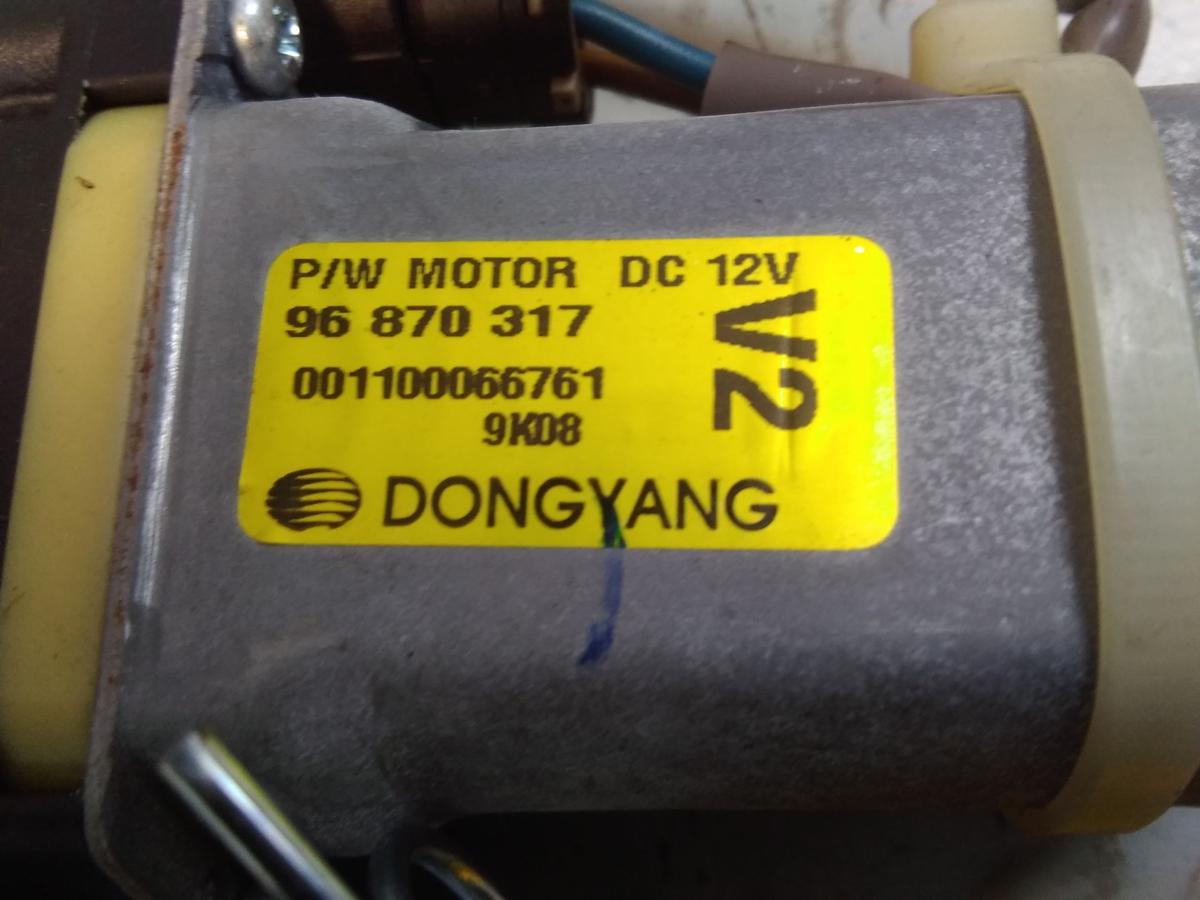 P/W MOTOR DC 12V
96 870 317
V2
001100066761
9K08
DONGYANG